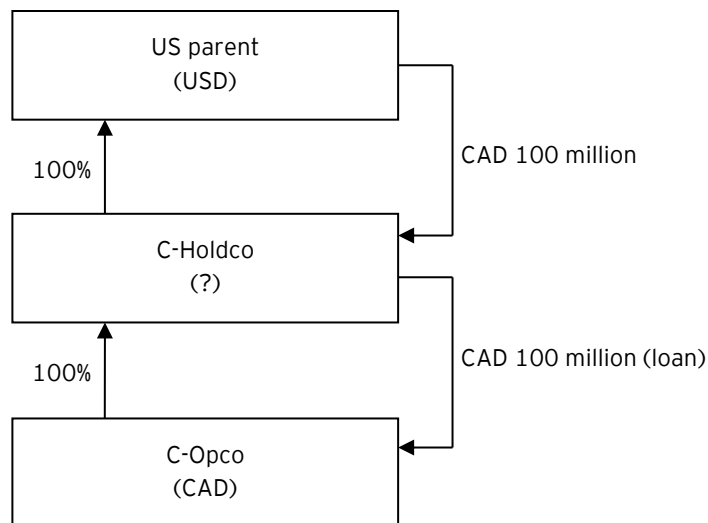 US parent
(USD)
CAD 100 million
100%
C-Holdco
(?)
CAD 100 million (loan)
100%
C-Opco
(CAD)